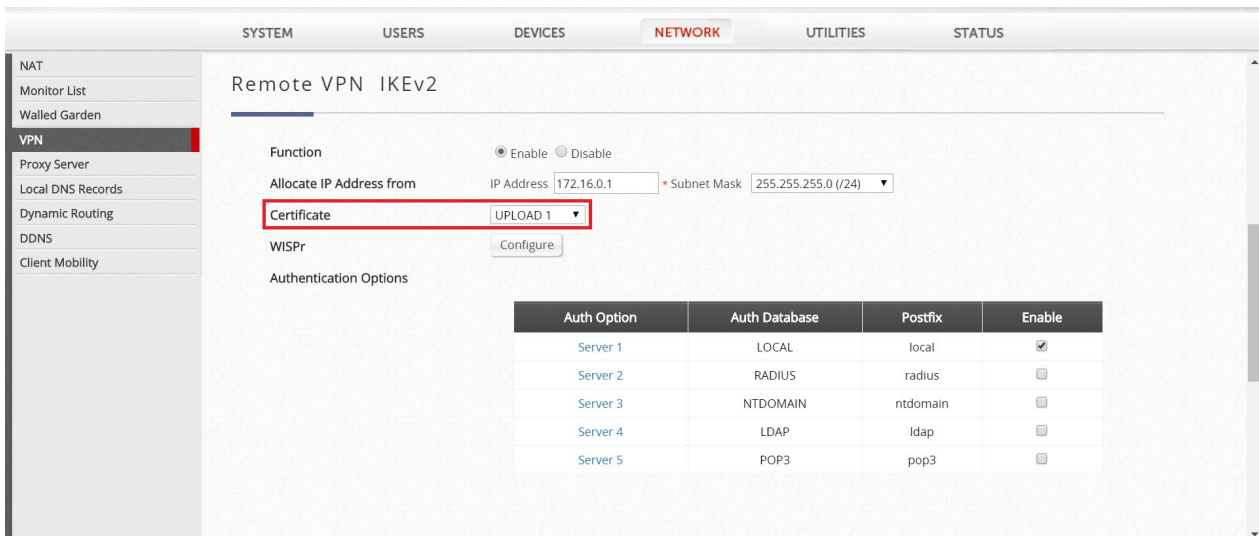 SYSTEM USERS DEVICES NETWORK UTILITIES STATUS
NAT
Monitor List
Walled Garden
VPN
Proxy Server
Local DNS Records
Dynamic Routing
DDNS
Client Mobility
Remote VPN IKEv2
Function Enable Disable
Allocate IP Address from IP Address 172.16.0.1 * Subnet Mask 255.255.255.0 (/24)
Certificate UPLOAD 1
WISPr Configure
Authentication Options
Auth Option Auth Database Postfix Enable
Server 1 LOCAL local
Server 2 RADIUS radius
Server 3 NTDOMAIN ntdomain
Server 4 LDAP ldap
Server 5 POP3 pop3